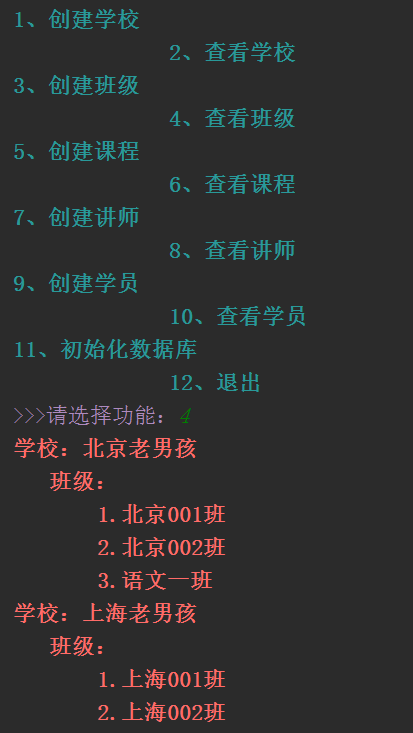 1、创建学校
2、查看学校
3、创建班级
4、查看班级
5、创建课程
6、查看课程
7、创建讲师
8、查看讲师
9、创建学员
10、查看学员
11、初始化数据库
12、退出
>>>请选择功能：4
学校：北京老男孩
班级：
1.北京001班
2.北京002班
3.语文一班
学校：上海老男孩
班级：
1.上海001班
2.上海002班